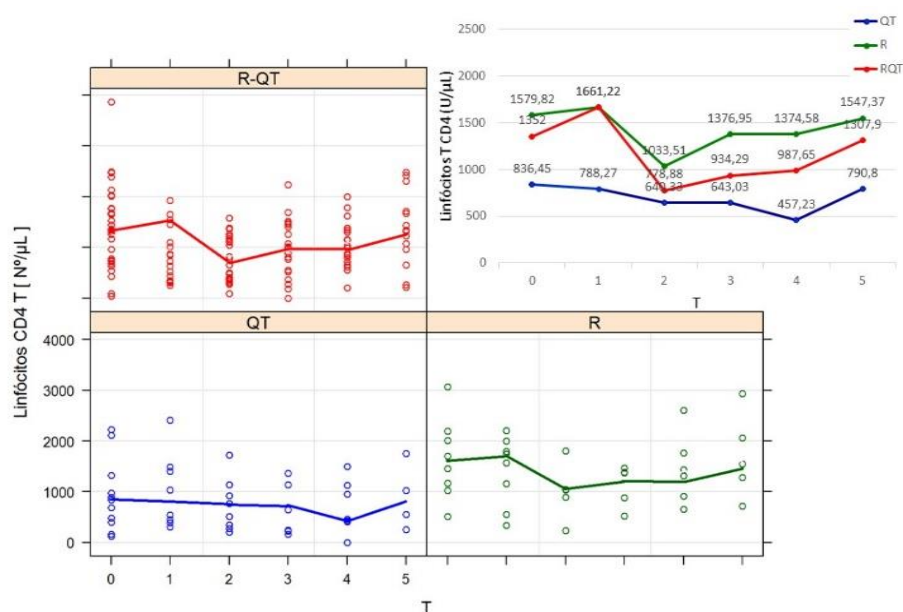 R-QT
Linfócitos CD4 T [ Nº/µL]
QT
R
4000
3000
2000
1000
0
0 1 2 3 4 5
T
QT
R
RQT
Linfócitos T CD4 (U/µL)
2500
2000
1500
1000
500
0
1579,82
1352
836,45
1661,22
788,27
1033,51
778,88
640,33
1376,95
934,29
643,03
1374,58
987,65
457,23
1547,37
1307,9
790,8
0 1 2 3 4 5
T